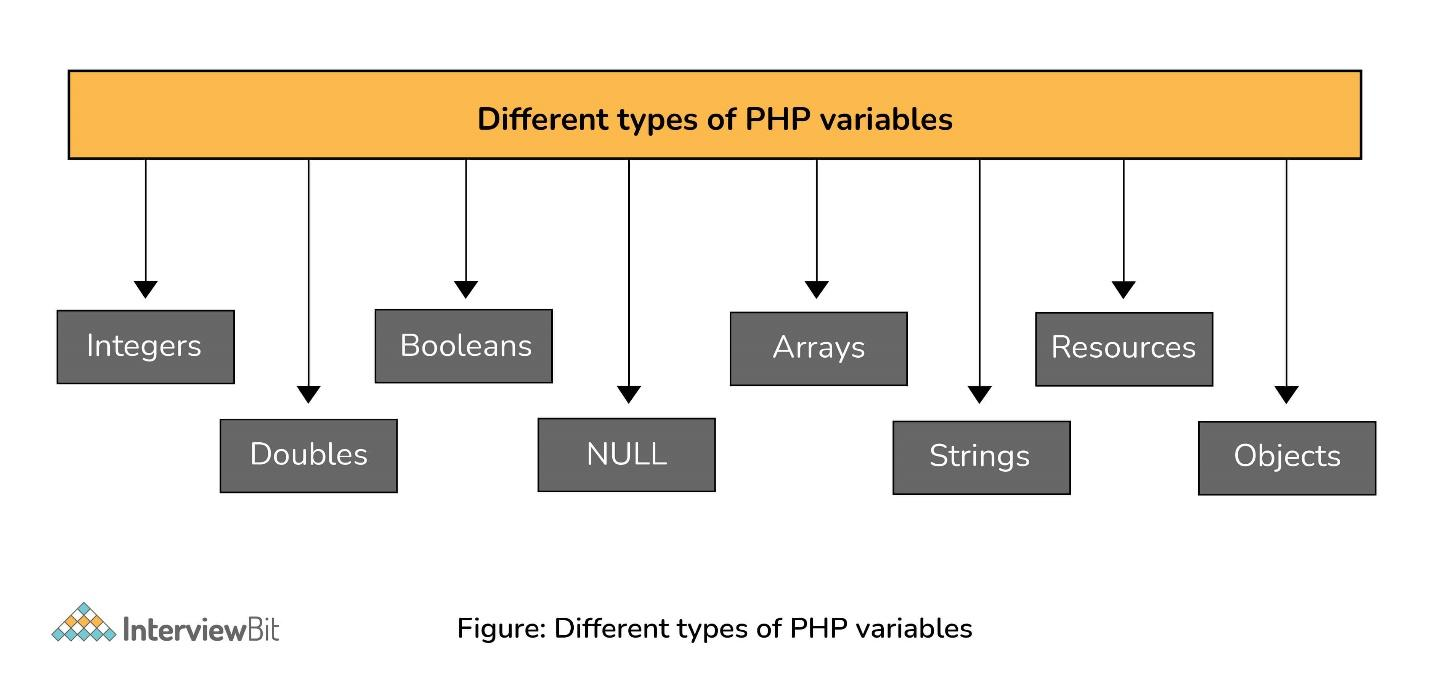 Different types of PHP variables
Integers
Booleans
Arrays
Resources
Doubles
NULL
Strings
Objects
InterviewBit
Figure: Different types of PHP variables